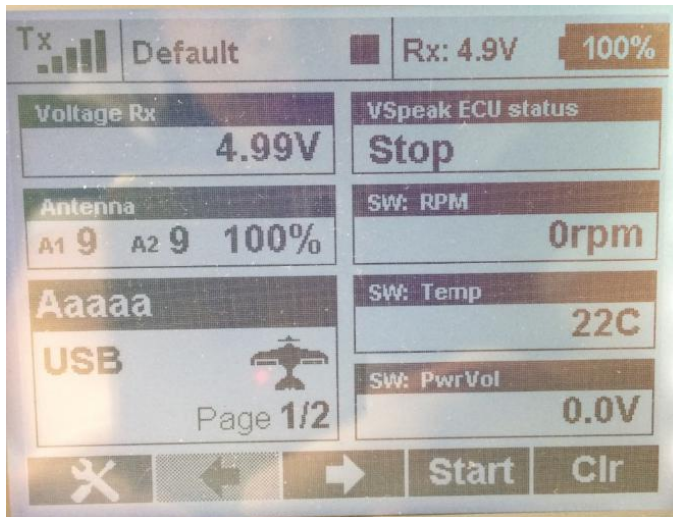 Tx Default Rx: 4.9V 100%
Voltage Rx
4.99V
Antenna
A1 9 A2 9 100%
Aaaaa
USB
Page 1/2
VSpeak ECU status
Stop
SW: RPM
0rpm
SW: Temp
22C
SW: PwrVol
0.0V
Start Clr